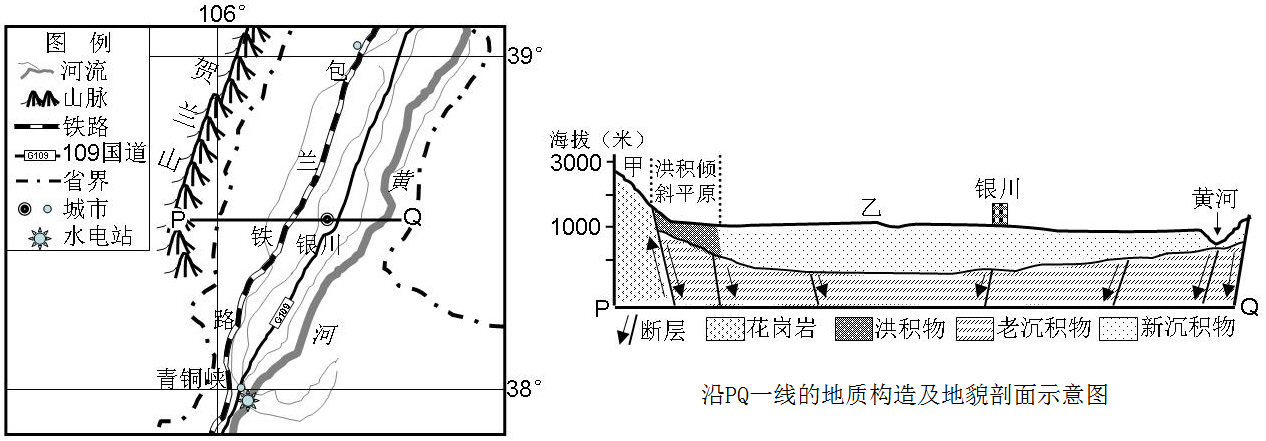 106°
图 例
河流
山脉
铁路
G109 109国道
省界
城市
水电站
贺
兰
山
包
兰
铁
路
39°
38°
黄
河
P
Q
银川
G109
青铜峡
海拔（米）
3000
1000
甲
洪积倾
斜平原
乙
银川
黄河
P
Q
断层
花岗岩
洪积物
老沉积物
新沉积物
沿PQ一线的地质构造及地貌剖面示意图